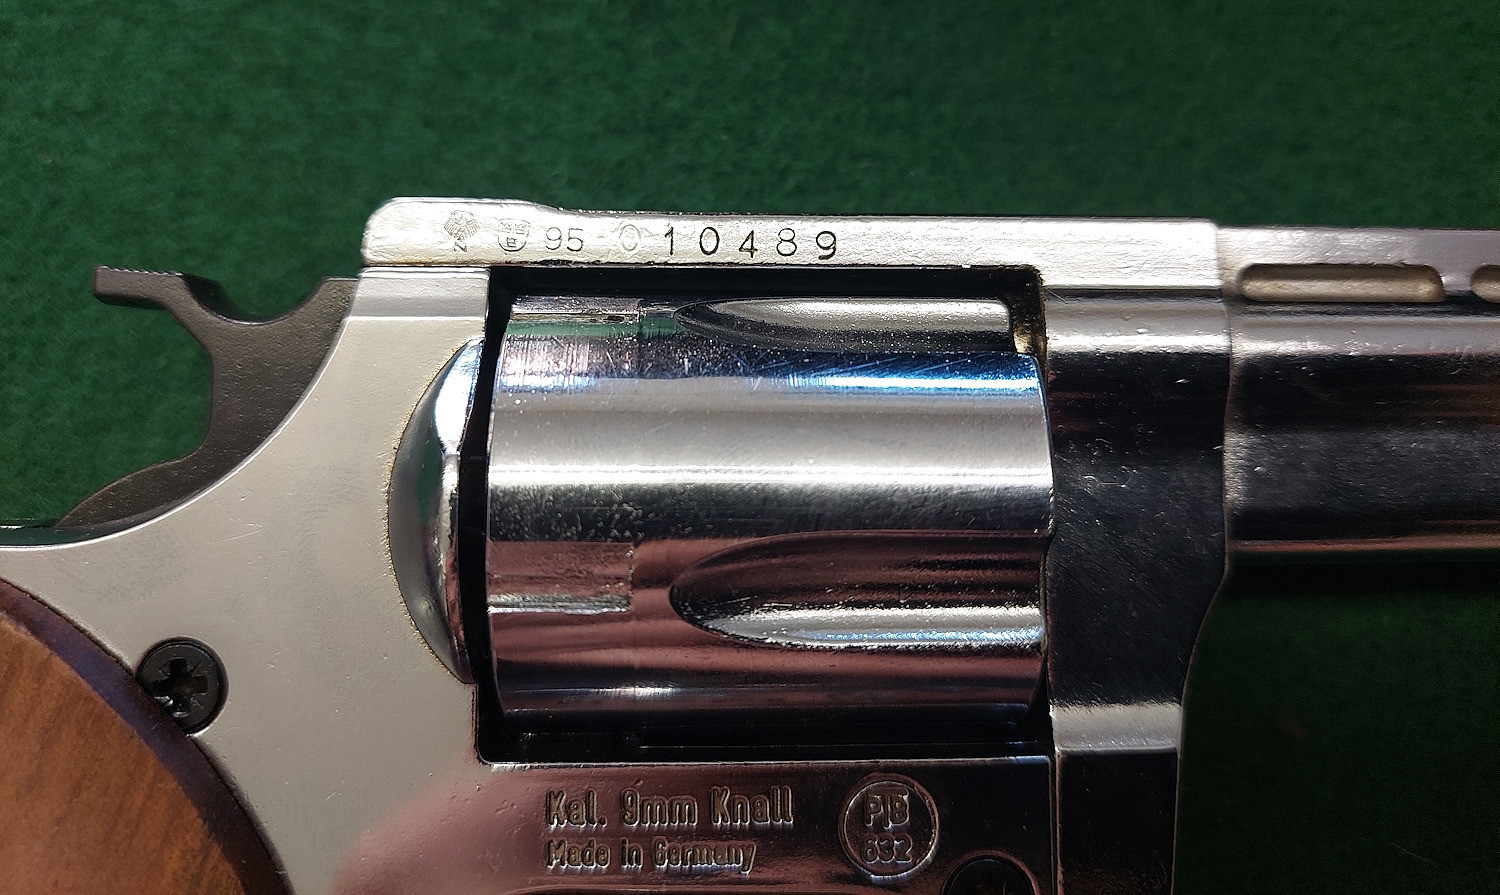 N B 95 010489
Kal. 9mm Knall
Made in Germany
PTB
632